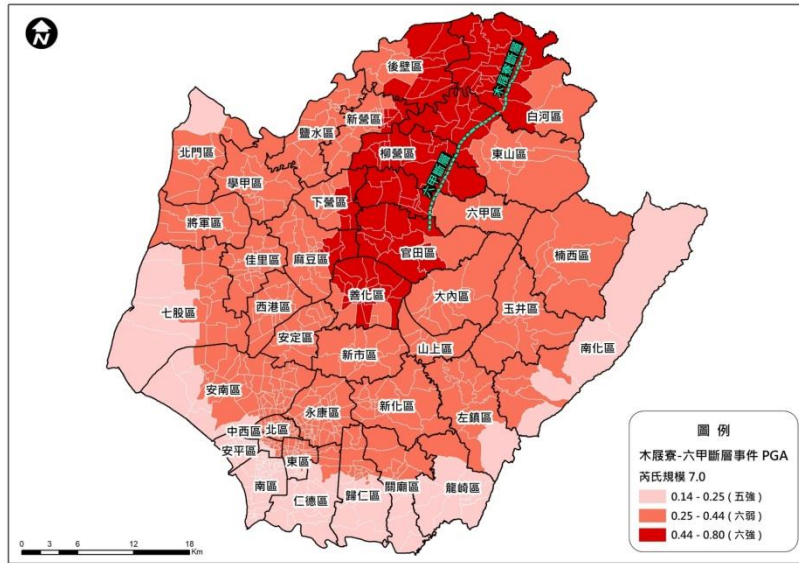 N
後壁區
木屐寮斷層
白河區
新營區
鹽水區
北門區
柳營區
東山區
學甲區
六甲斷層
下營區
六甲區
將軍區
官田區
楠西區
佳里區
麻豆區
善化區
大內區
七股區
西港區
玉井區
安定區
新市區
山上區
南化區
安南區
永康區
新化區
左鎮區
中西區
北區
安平區
東區
南區
仁德區
歸仁區
關廟區
龍崎區
圖 例
木屐寮-六甲斷層事件 PGA
芮氏規模 7.0
0.14 - 0.25 ( 五強 )
0.25 - 0.44 ( 六弱 )
0.44 - 0.80 ( 六強 )
0 3 6 12 18
Km